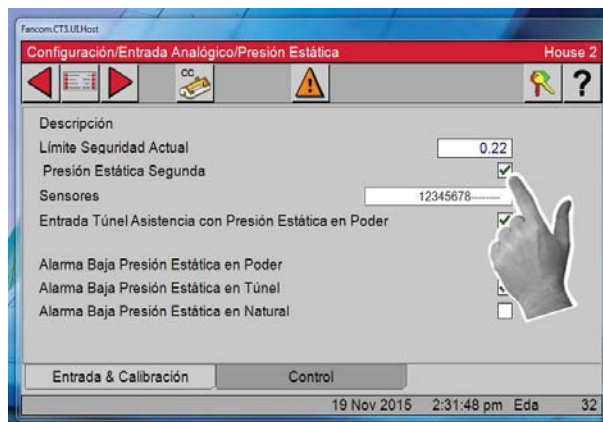 Fancom.CT3.UI.Host
Configuración/Entrada Analógico/Presión Estática House 2
CC
?
Descripción
Límite Seguridad Actual 0.22
Presión Estática Segunda
Sensores 12345678--------
Entrada Túnel Asistencia con Presión Estática en Poder
Alarma Baja Presión Estática en Poder
Alarma Baja Presión Estática en Túnel
Alarma Baja Presión Estática en Natural
Entrada & Calibración Control
19 Nov 2015 2:31:48 pm Eda 32